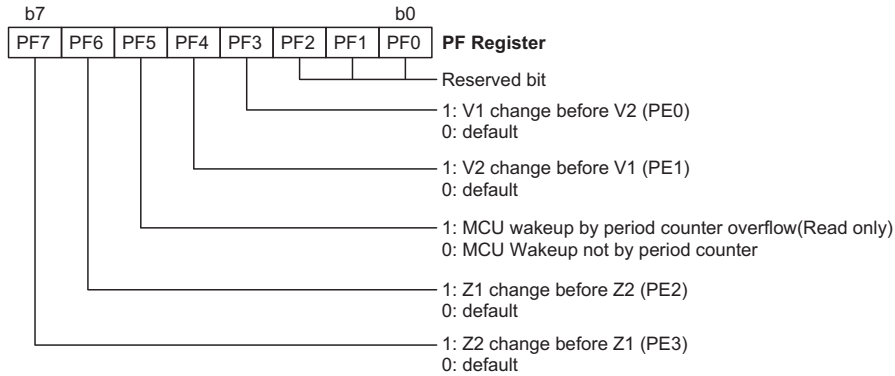 b7 b0
PF7 PF6 PF5 PF4 PF3 PF2 PF1 PF0 PF Register
Reserved bit
1: V1 change before V2 (PE0)
0: default
1: V2 change before V1 (PE1)
0: default
1: MCU wakeup by period counter overflow(Read only)
0: MCU Wakeup not by period counter
1: Z1 change before Z2 (PE2)
0: default
1: Z2 change before Z1 (PE3)
0: default